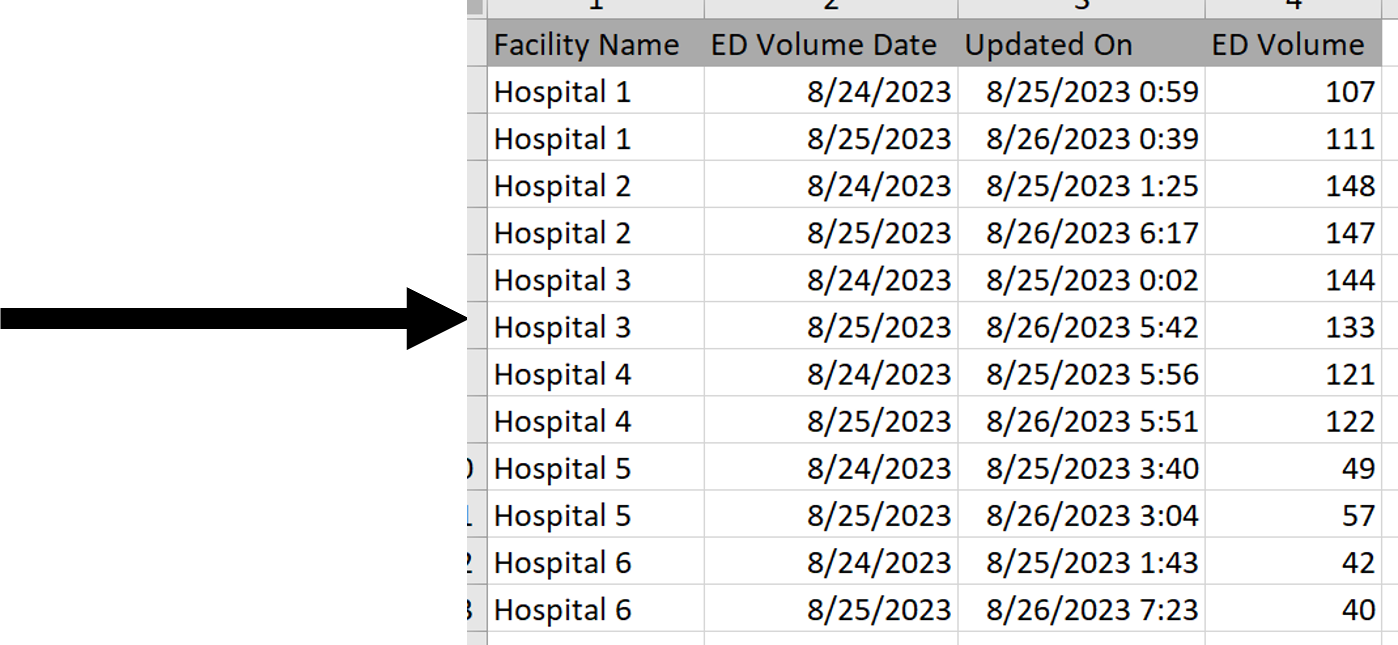 1 2 3 4
Facility Name ED Volume Date Updated On ED Volume
Hospital 1 8/24/2023 8/25/2023 0:59 107
Hospital 1 8/25/2023 8/26/2023 0:39 111
Hospital 2 8/24/2023 8/25/2023 1:25 148
Hospital 2 8/25/2023 8/26/2023 6:17 147
Hospital 3 8/24/2023 8/25/2023 0:02 144
Hospital 3 8/25/2023 8/26/2023 5:42 133
Hospital 4 8/24/2023 8/25/2023 5:56 121
Hospital 4 8/25/2023 8/26/2023 5:51 122
Hospital 5 8/24/2023 8/25/2023 3:40 49
Hospital 5 8/25/2023 8/26/2023 3:04 57
Hospital 6 8/24/2023 8/25/2023 1:43 42
Hospital 6 8/25/2023 8/26/2023 7:23 40